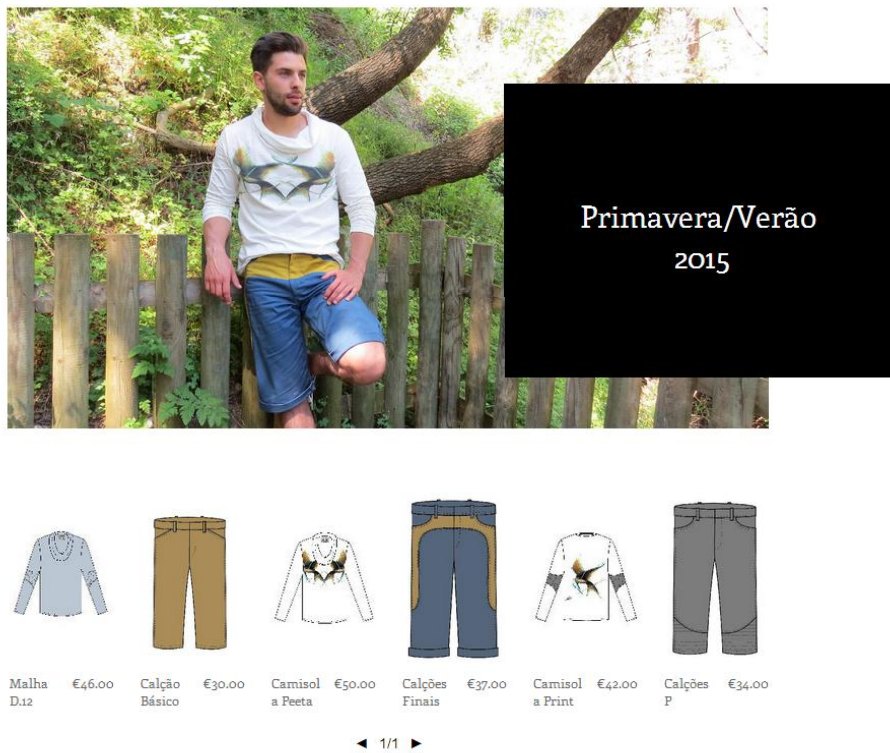 Primavera/Verão
2015
Malha €46.00
D.12
Calção €30.00
Básico
Camisol €50.00
a Peeta
Calções €37.00
Finais
Camisol €42.00
a Print
Calções €34.00
P
◄ 1/1 ►